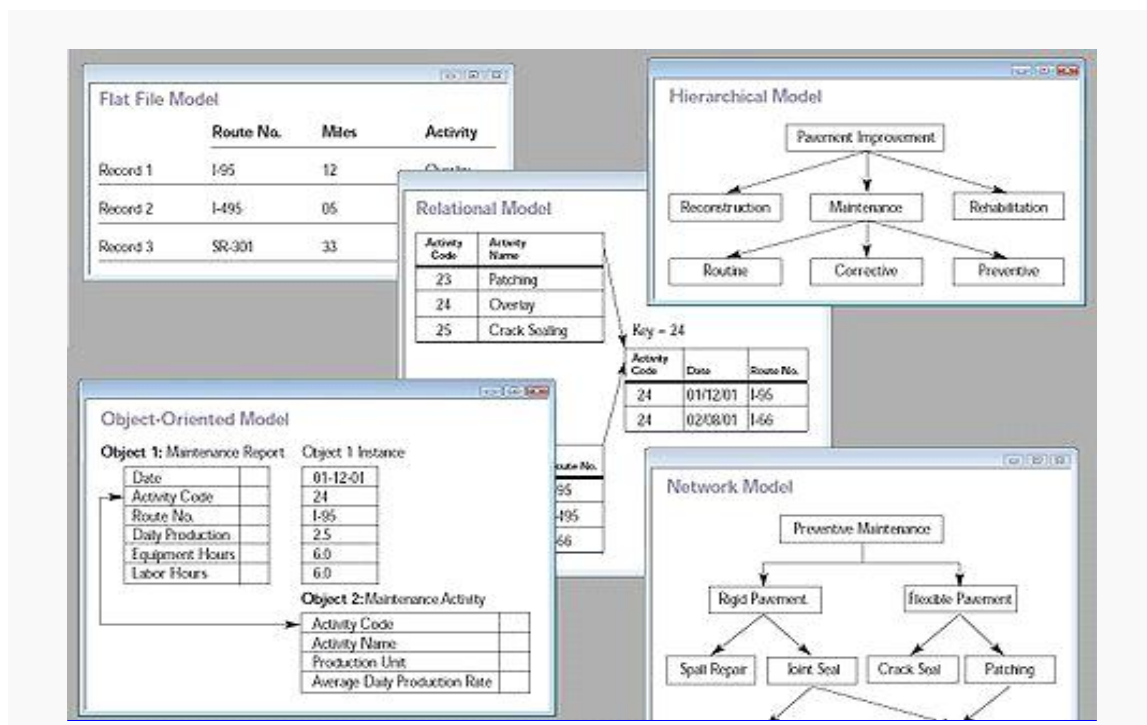 Flat File Model
Route No. Miles Activity
Record 1 I-95 12 Overlay
Record 2 I-495 05
Record 3 SR-301 33
Relational Model
Activity Code Activity Name
23 Patching
24 Overlay
25 Crack Sealing
Key = 24
Activity Code Date Route No.
24 01/12/01 I-95
24 02/08/01 I-66
Route No.
95
495
66
Hierarchical Model
Pavement Improvement
Reconstruction Maintenance Rehabilitation
Routine Corrective Preventive
Object-Oriented Model
Object 1: Maintenance Report Object 1 Instance
Date 01-12-01
Activity Code 24
Route No. I-95
Daily Production 2.5
Equipment Hours 6.0
Labor Hours 6.0
Object 2: Maintenance Activity
Activity Code
Activity Name
Production Unit
Average Daily Production Rate
Network Model
Preventive Maintenance
Rigid Pavement Flexible Pavement
Spall Repair Joint Seal Crack Seal Patching